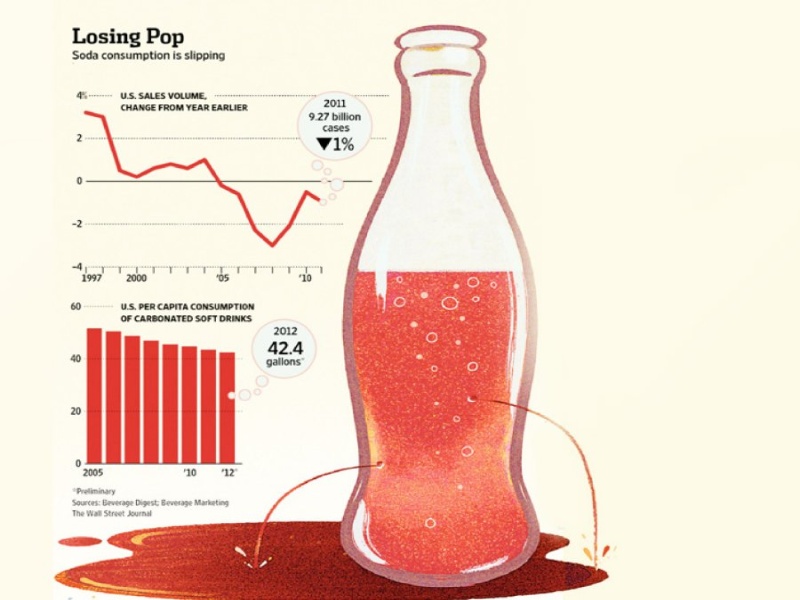 Losing Pop
Soda consumption is slipping
4%
U.S. SALES VOLUME,
CHANGE FROM YEAR EARLIER
2011
9.27 billion
cases
▼1%
2
0
–2
–4
1997 2000 '05 '10
60
U.S. PER CAPITA CONSUMPTION
OF CARBONATED SOFT DRINKS
2012
42.4
gallons*
40
20
0
2005 '10 '12*
*Preliminary
Sources: Beverage Digest; Beverage Marketing
The Wall Street Journal